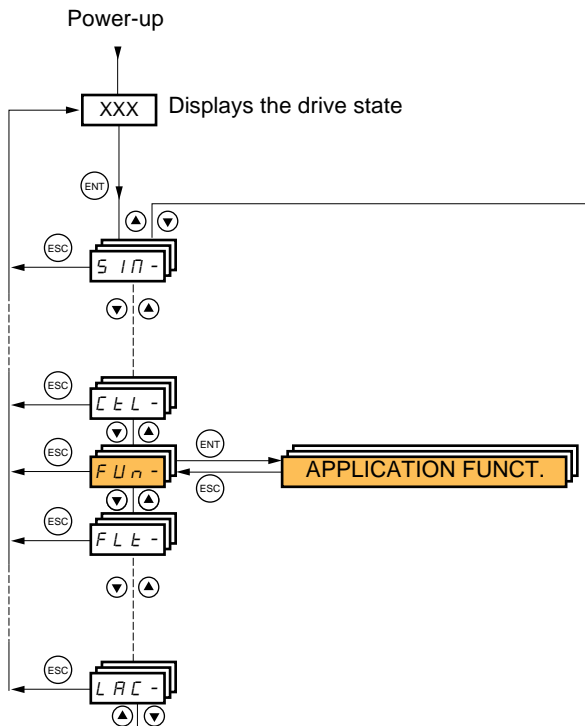 Power-up
XXX Displays the drive state
ENT
ESC
SIM-
ESC
CtL-
ESC
ENT
FUn-
APPLICATION FUNCT.
ESC
ESC
FLt-
ESC
LAC-